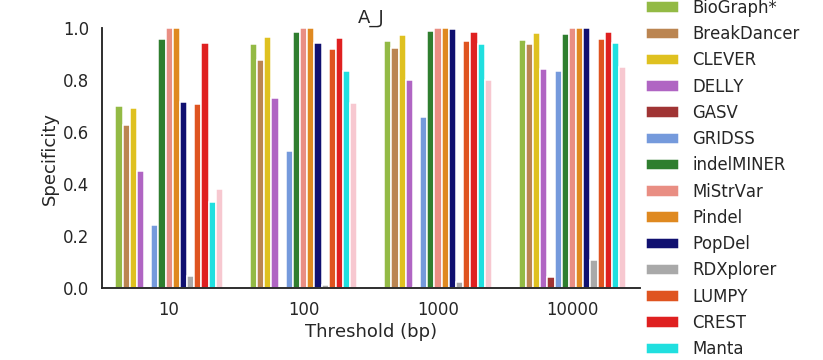 A_J
Specificity
1.0
0.8
0.6
0.4
0.2
0.0
10 100 1000 10000
Threshold (bp)
BioGraph*
BreakDancer
CLEVER
DELLY
GASV
GRIDSS
indelMINER
MiStrVar
Pindel
PopDel
RDXplorer
LUMPY
CREST
Manta